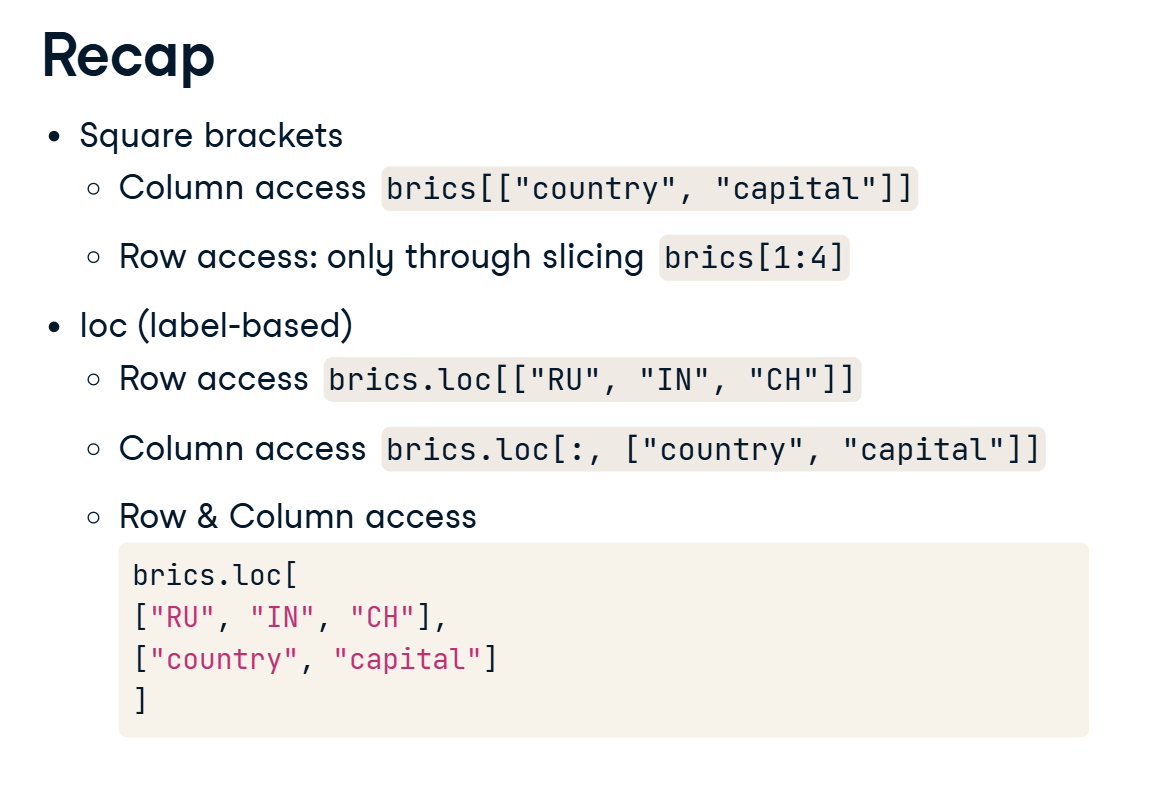 Recap
• Square brackets
○ Column access brics[["country", "capital"]]
○ Row access: only through slicing brics[1:4]
• loc (label-based)
○ Row access brics.loc[["RU", "IN", "CH"]]
○ Column access brics.loc[:, ["country", "capital"]]
○ Row & Column access
brics.loc[
["RU", "IN", "CH"],
["country", "capital"]
]